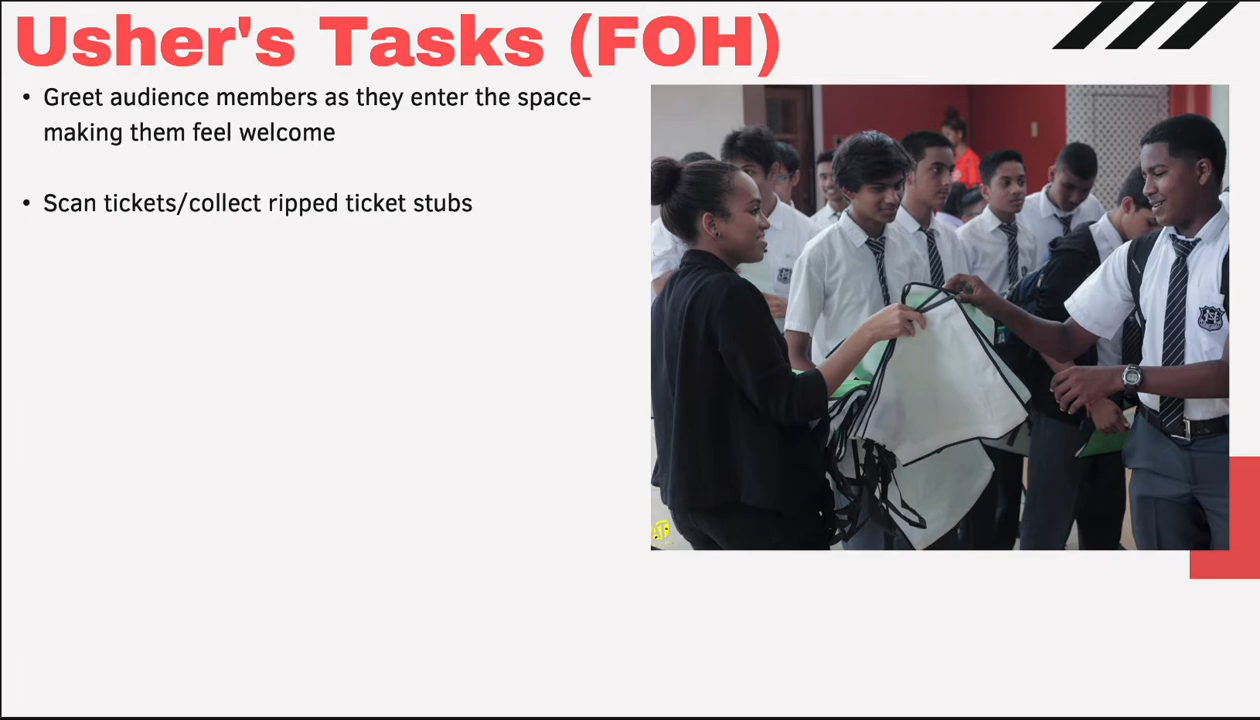 Usher's Tasks (FOH)
• Greet audience members as they enter the space-
making them feel welcome
• Scan tickets/collect ripped ticket stubs